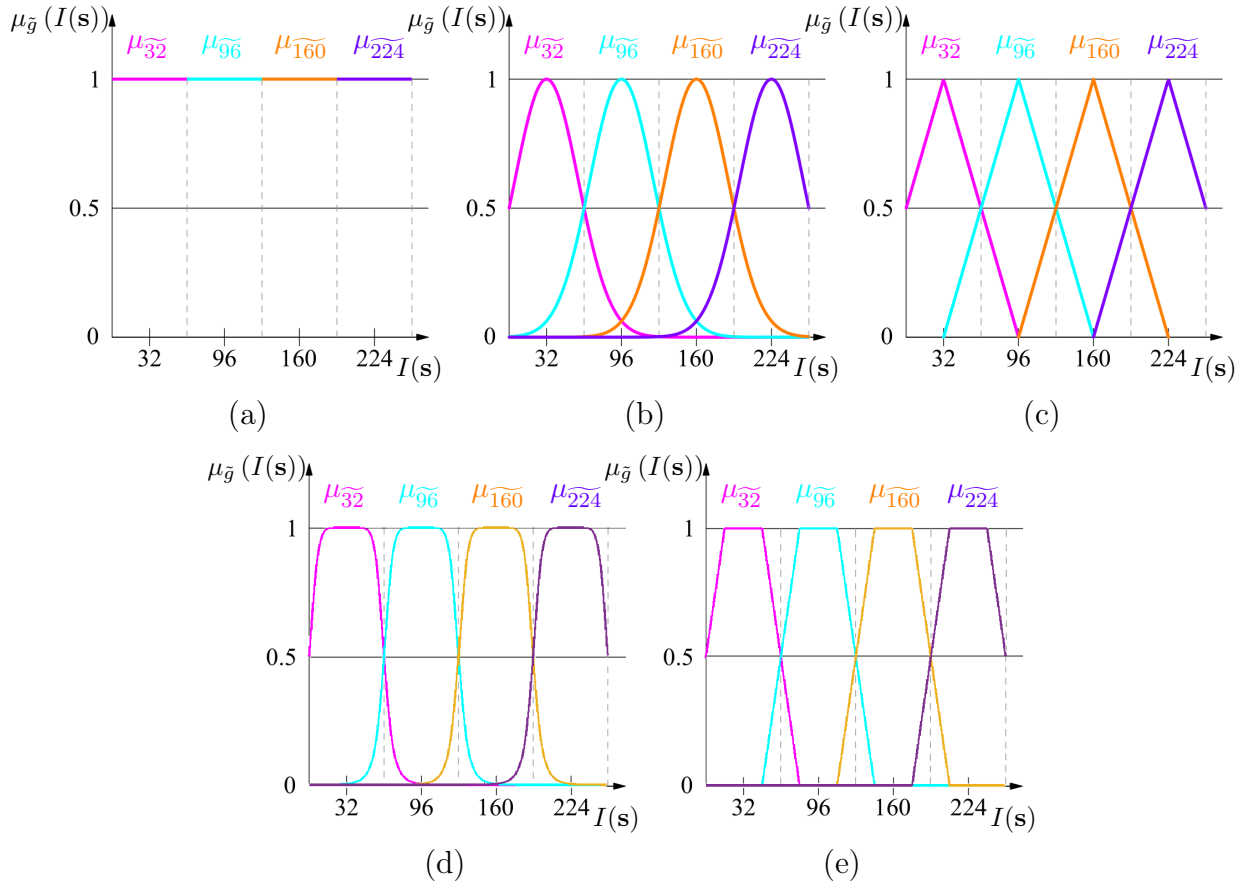 μ_g̃ (I(𝐬)) μ_g̃ (I(𝐬)) μ_g̃ (I(𝐬))
μ_32̃ μ_96̃ μ_160̃ μ_224̃ μ_32̃ μ_96̃ μ_160̃ μ_224̃ μ_32̃ μ_96̃ μ_160̃ μ_224̃
1 1 1
0.5 0.5 0.5
0 0 0
32 96 160 224 I(𝐬) 32 96 160 224 I(𝐬) 32 96 160 224 I(𝐬)
(a) (b) (c)
μ_g̃ (I(𝐬)) μ_g̃ (I(𝐬))
μ_32̃ μ_96̃ μ_160̃ μ_224̃ μ_32̃ μ_96̃ μ_160̃ μ_224̃
1 1
0.5 0.5
0 0
32 96 160 224 I(𝐬) 32 96 160 224 I(𝐬)
(d) (e)